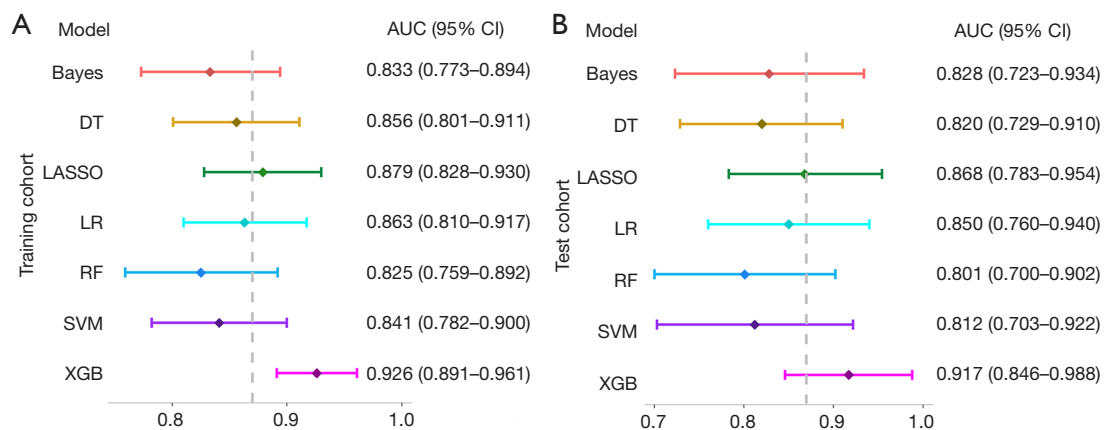 A
Model AUC (95% CI)
Training cohort
Bayes 0.833 (0.773–0.894)
DT 0.856 (0.801–0.911)
LASSO 0.879 (0.828–0.930)
LR 0.863 (0.810–0.917)
RF 0.825 (0.759–0.892)
SVM 0.841 (0.782–0.900)
XGB 0.926 (0.891–0.961)
0.8 0.9 1.0
B
Model AUC (95% CI)
Test cohort
Bayes 0.828 (0.723–0.934)
DT 0.820 (0.729–0.910)
LASSO 0.868 (0.783–0.954)
LR 0.850 (0.760–0.940)
RF 0.801 (0.700–0.902)
SVM 0.812 (0.703–0.922)
XGB 0.917 (0.846–0.988)
0.7 0.8 0.9 1.0